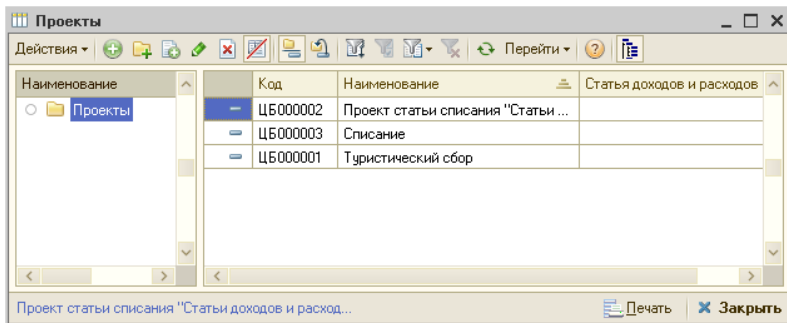 Проекты
Действия Перейти
Наименование
Проекты
Код Наименование Статья доходов и расходов
ЦБ000002 Проект статьи списания "Статьи ...
ЦБ000003 Списание
ЦБ000001 Туристический сбор
Проект статьи списания "Статьи доходов и расход... Печать Закрыть